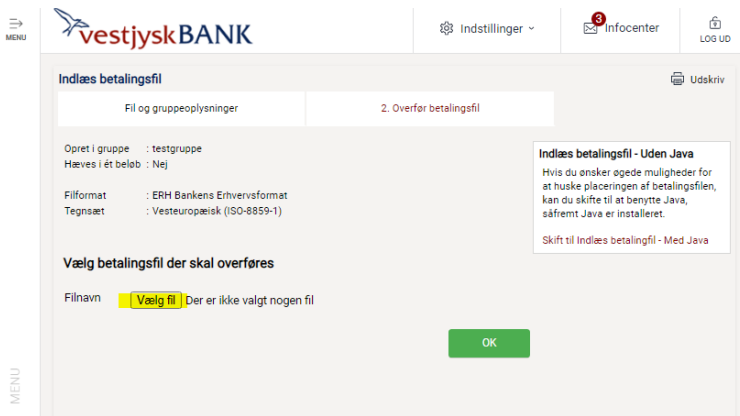 MENU
vestjyskBANK
Indstillinger
3
Infocenter
LOG UD
Indlæs betalingsfil
Udskriv
Fil og gruppeoplysninger
2. Overfør betalingsfil
Opret i gruppe : testgruppe
Hæves i ét beløb : Nej
Filformat : ERH Bankens Erhvervsformat
Tegnsæt : Vesteuropæisk (ISO-8859-1)
Indlæs betalingsfil - Uden Java
Hvis du ønsker øgede muligheder for
at huske placeringen af betalingsfilen,
kan du skifte til at benytte Java,
såfremt Java er installeret.
Skift til Indlæs betalingfil - Med Java
Vælg betalingsfil der skal overføres
Filnavn Vælg fil Der er ikke valgt nogen fil
OK
MENU